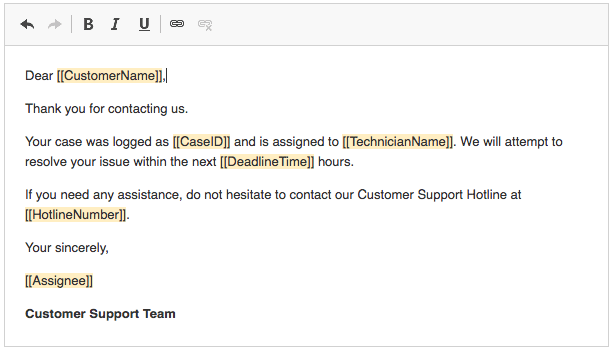 B I U
Dear [[CustomerName]],
Thank you for contacting us.
Your case was logged as [[CaseID]] and is assigned to [[TechnicianName]]. We will attempt to
resolve your issue within the next [[DeadlineTime]] hours.
If you need any assistance, do not hesitate to contact our Customer Support Hotline at
[[HotlineNumber]].
Your sincerely,
[[Assignee]]
Customer Support Team